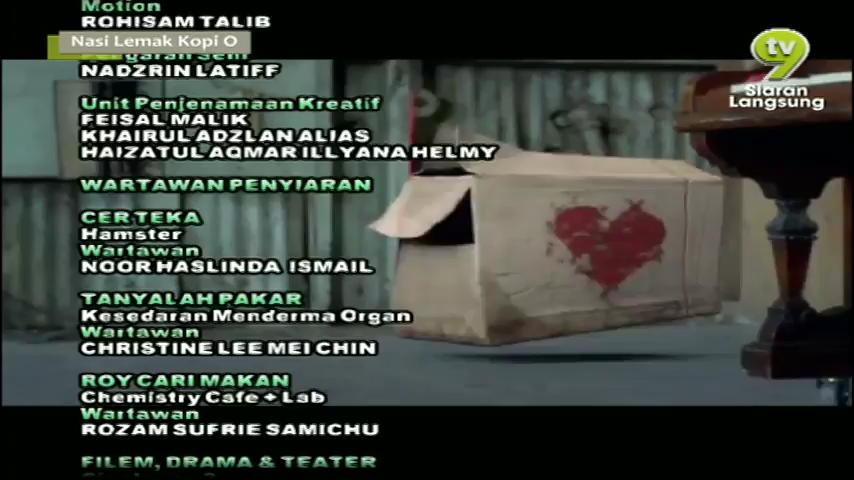 Motion
ROHISAM TALIB
Nasi Lemak Kopi O
NADZRIN LATIFF
tv9
Siaran
Langsung
Unit Penjenamaan Kreatif
FEISAL MALIK
KHAIRUL ADZLAN ALIAS
HAIZATUL AQMAR ILLYANA HELMY
WARTAWAN PENYIARAN
CER TEKA
Hamster
Wartawan
NOOR HASLINDA ISMAIL
TANYALAH PAKAR
Kesedaran Menderma Organ
Wartawan
CHRISTINE LEE MEI CHIN
ROY CARI MAKAN
Chemistry Cafe + Lab
Wartawan
ROZAM SUFRIE SAMICHU
FILEM, DRAMA & TEATER